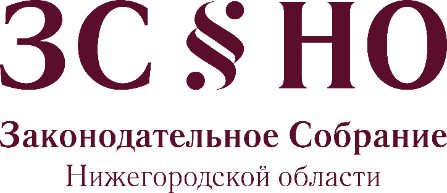 ЗС § НО
Законодательное Собрание
Нижегородской области